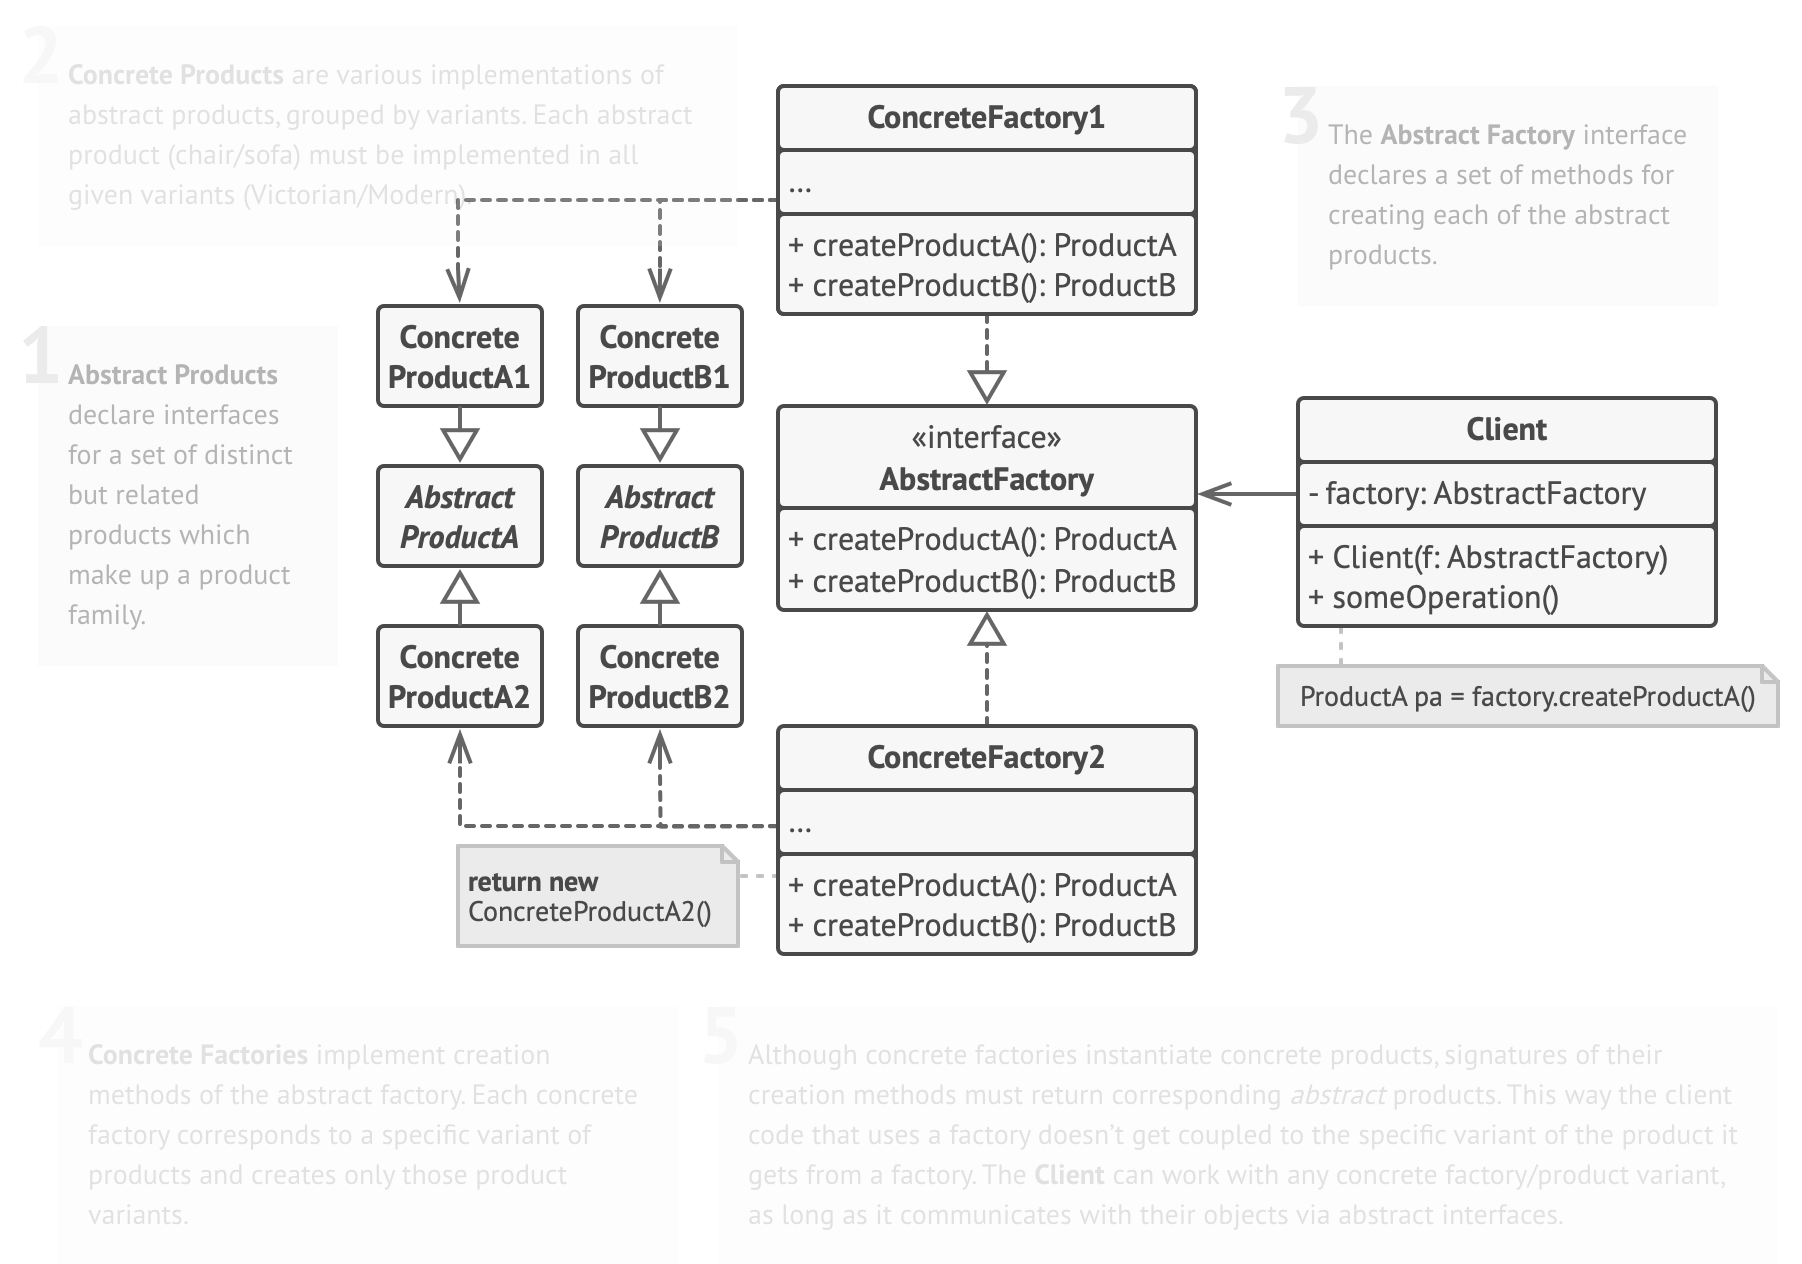 2
Concrete Products are various implementations of
abstract products, grouped by variants. Each abstract
product (chair/sofa) must be implemented in all
given variants (Victorian/Modern).
ConcreteFactory1
...
+ createProductA(): ProductA
+ createProductB(): ProductB
3
The Abstract Factory interface
declares a set of methods for
creating each of the abstract
products.
1
Abstract Products
declare interfaces
for a set of distinct
but related
products which
make up a product
family.
Concrete
ProductA1
Concrete
ProductB1
Abstract
ProductA
Abstract
ProductB
Concrete
ProductA2
Concrete
ProductB2
«interface»
AbstractFactory
+ createProductA(): ProductA
+ createProductB(): ProductB
Client
- factory: AbstractFactory
+ Client(f: AbstractFactory)
+ someOperation()
ProductA pa = factory.createProductA()
ConcreteFactory2
...
+ createProductA(): ProductA
+ createProductB(): ProductB
return new
ConcreteProductA2()
4
Concrete Factories implement creation
methods of the abstract factory. Each concrete
factory corresponds to a specific variant of
products and creates only those product
variants.
5
Although concrete factories instantiate concrete products, signatures of their
creation methods must return corresponding abstract products. This way the client
code that uses a factory doesn't get coupled to the specific variant of the product it
gets from a factory. The Client can work with any concrete factory/product variant,
as long as it communicates with their objects via abstract interfaces.